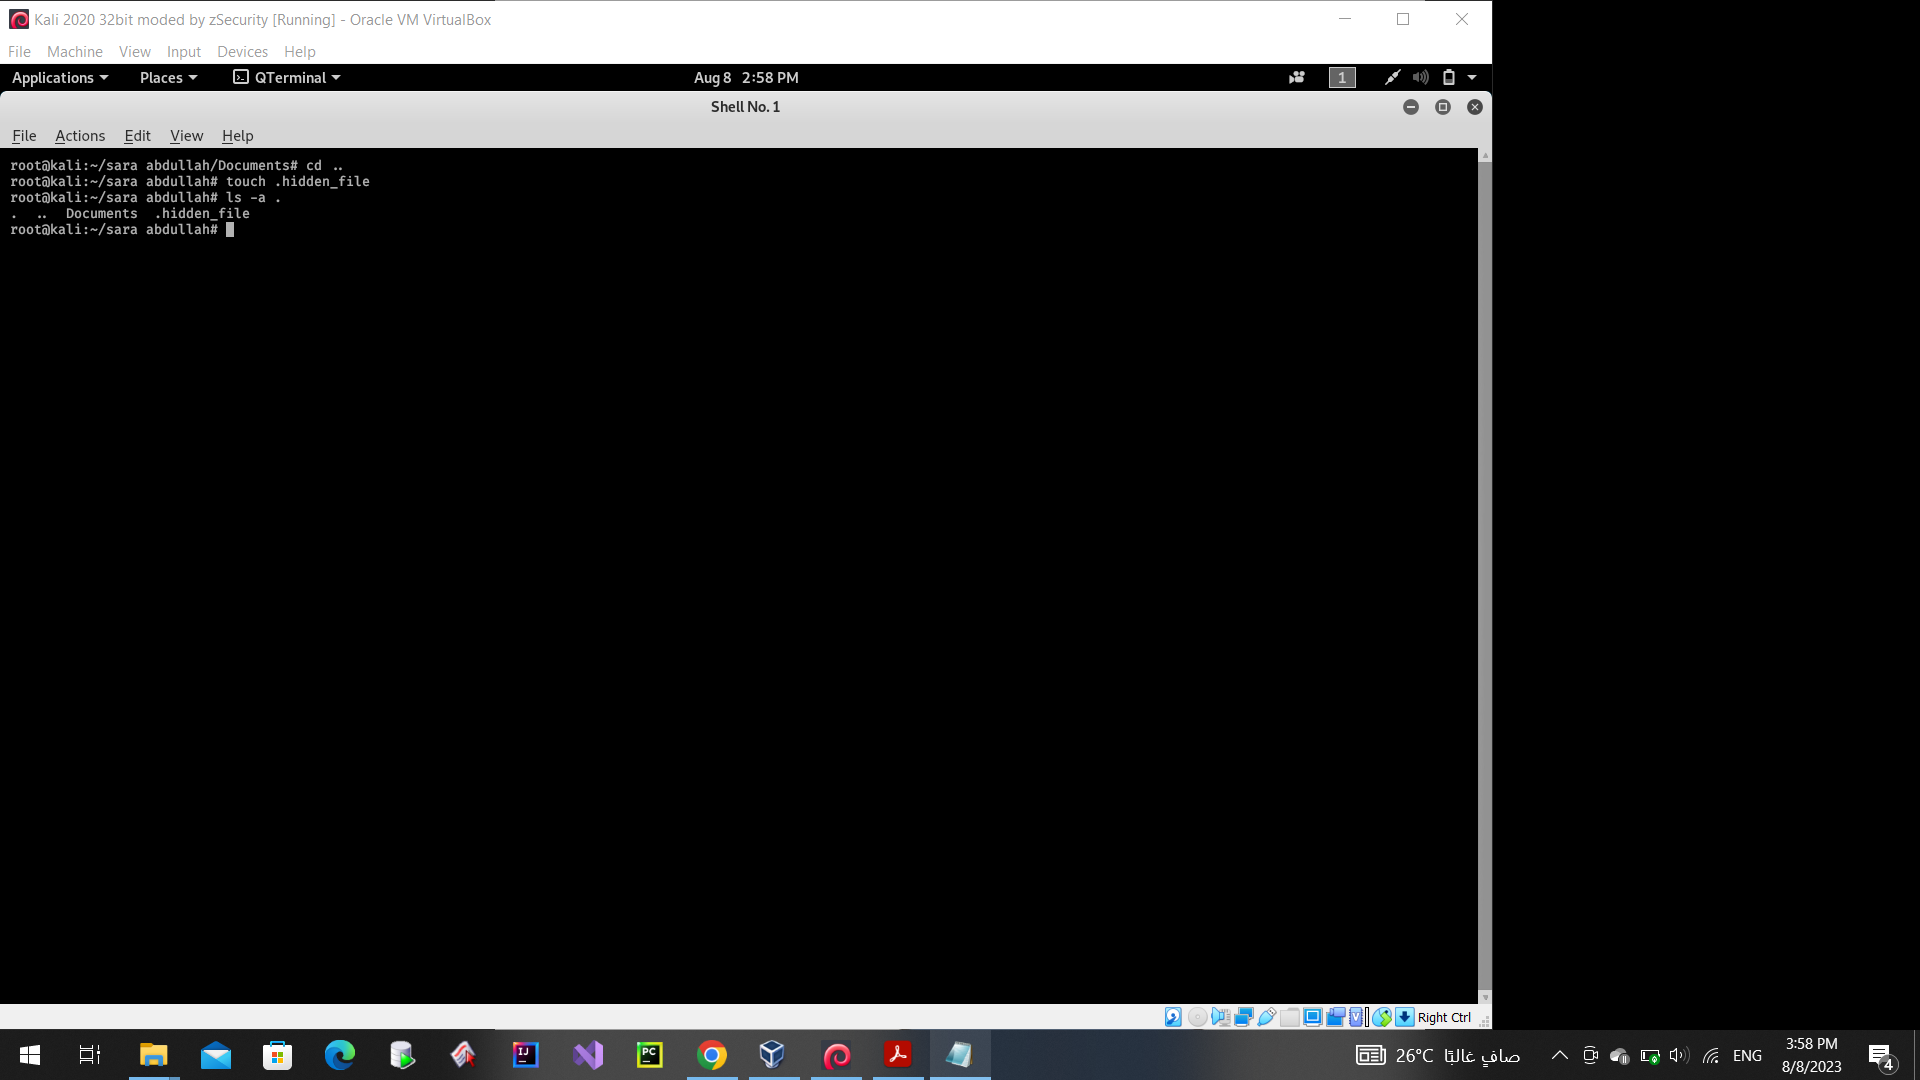 Kali 2020 32bit moded by zSecurity [Running] - Oracle VM VirtualBox
File Machine View Input Devices Help
Applications Places QTerminal Aug 8 2:58 PM 1
Shell No. 1
File Actions Edit View Help
root@kali:~/sara abdullah/Documents# cd ..
root@kali:~/sara abdullah# touch .hidden_file
root@kali:~/sara abdullah# ls -a .
. .. Documents .hidden_file
root@kali:~/sara abdullah#
Right Ctrl
IJ PC 26°C صافٍ غالبًا ENG 3:58 PM
8/8/2023 4